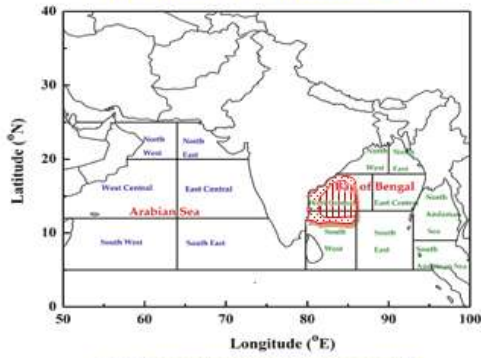 40
30
20
10
0
Latitude (°N)
North
West
North
East
West Central
East Central
Arabian Sea
South West
South East
North
West
North
East
Bay of Bengal
East Central
South
West
South
East
North
Andaman
Sea
South
Andaman Sea
50 60 70 80 90 100
Longitude (°E)